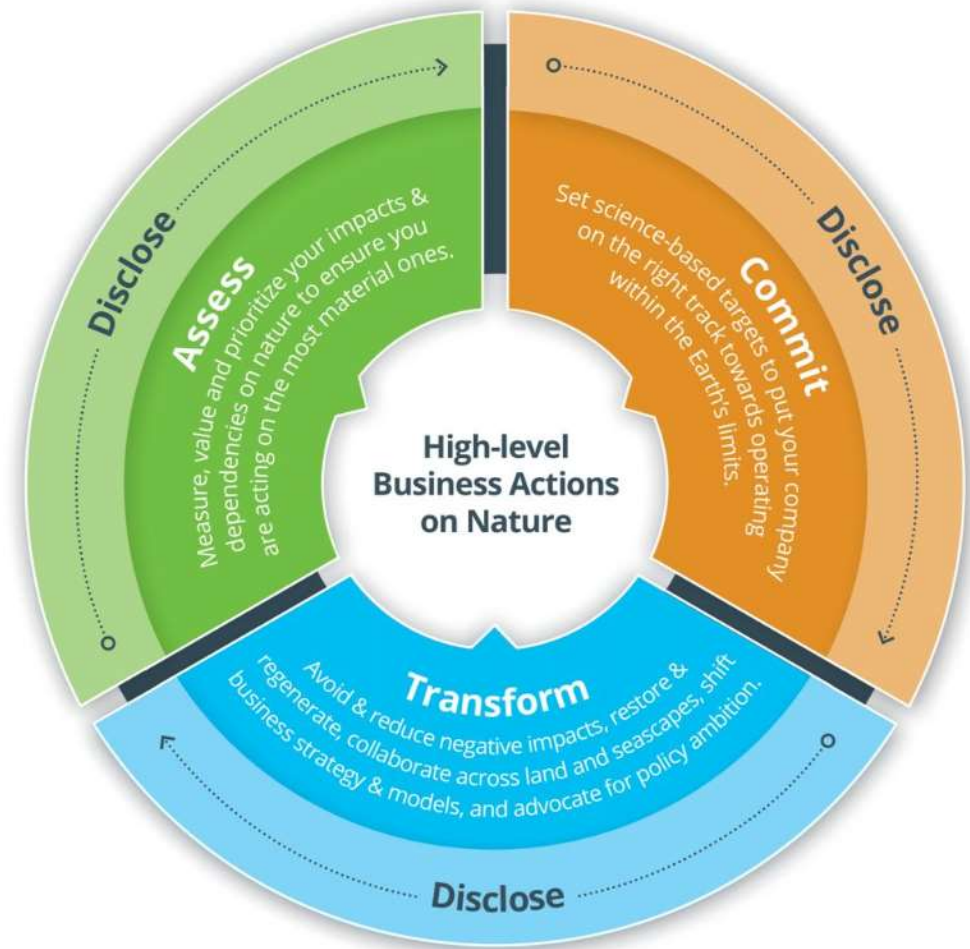 High-level
Business Actions
on Nature
Disclose
Assess
Measure, value and prioritize your impacts &
dependencies on nature to ensure you
are acting on the most material ones.
Disclose
Commit
Set science-based targets to put your company
on the right track towards operating
within the Earth's limits.
Transform
Avoid & reduce negative impacts, restore &
regenerate, collaborate across land and seascapes, shift
business strategy & models, and advocate for policy ambition.
Disclose